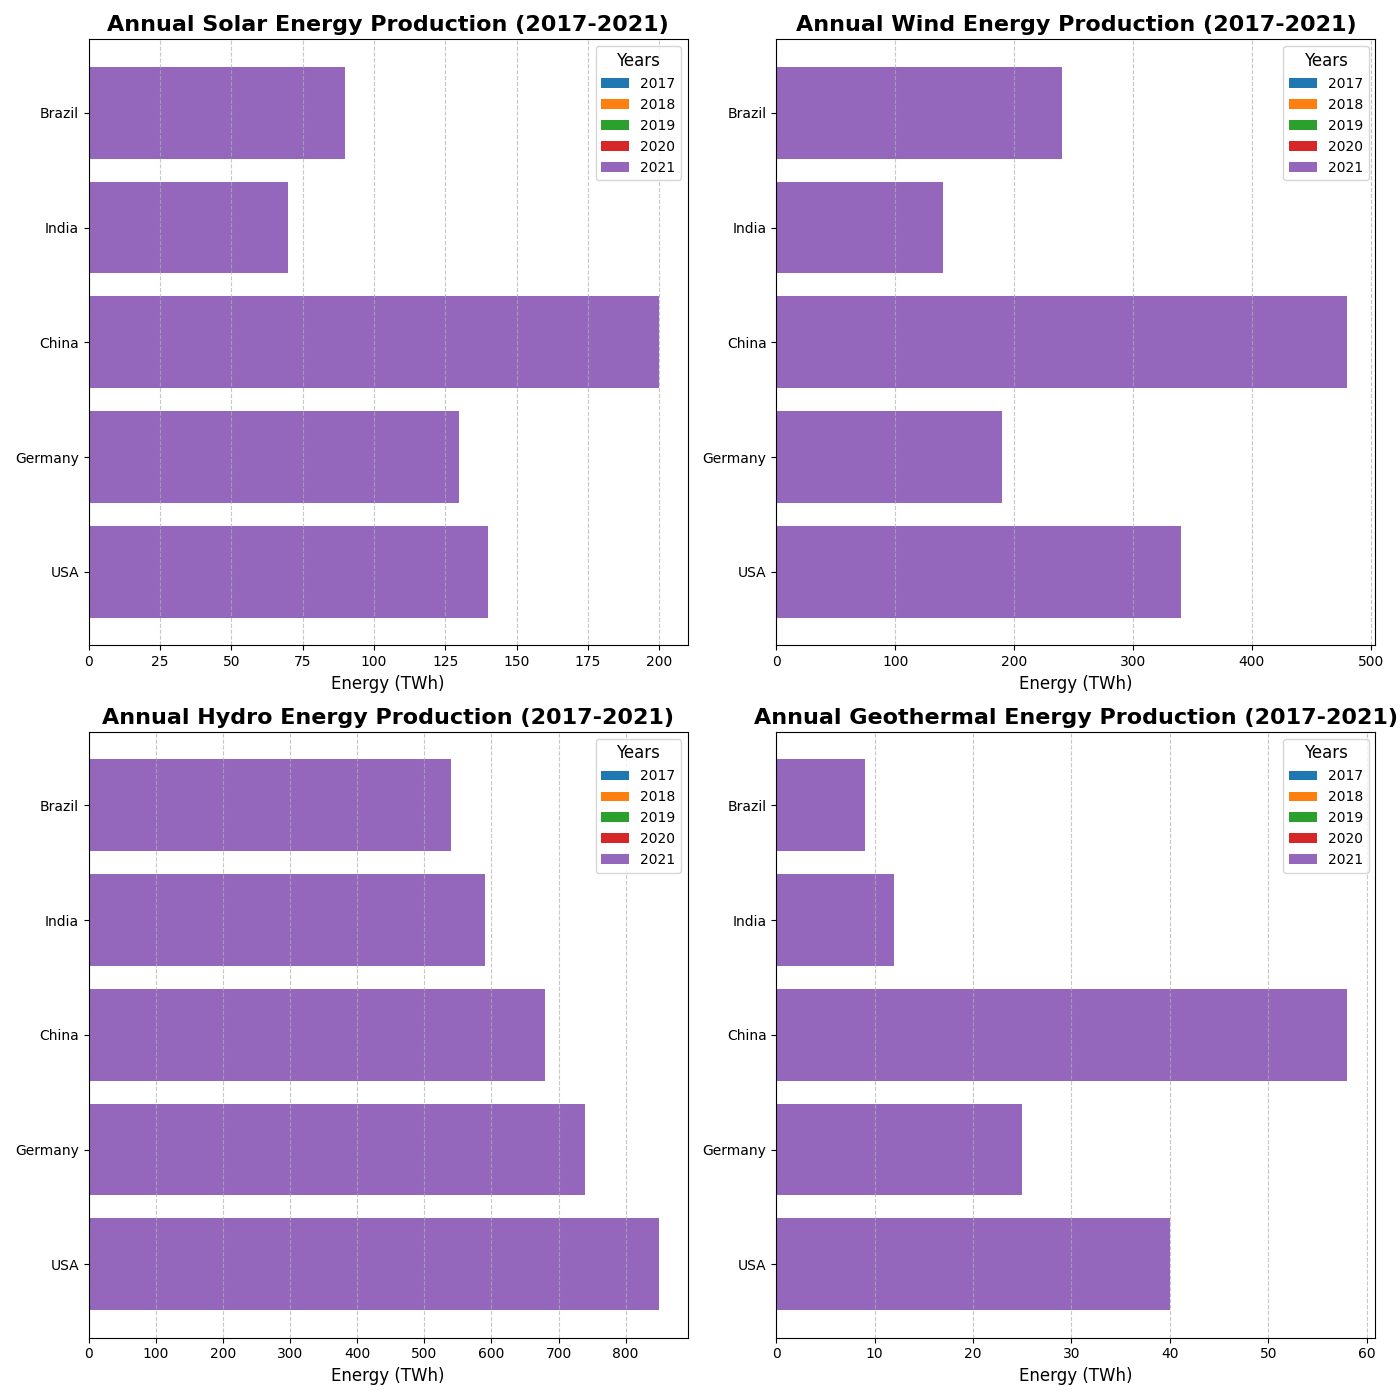 Annual Solar Energy Production (2017-2021)
Years
2017
2018
2019
2020
2021
Brazil
India
China
Germany
USA
0 25 50 75 100 125 150 175 200
Energy (TWh)
Annual Wind Energy Production (2017-2021)
Years
2017
2018
2019
2020
2021
Brazil
India
China
Germany
USA
0 100 200 300 400 500
Energy (TWh)
Annual Hydro Energy Production (2017-2021)
Years
2017
2018
2019
2020
2021
Brazil
India
China
Germany
USA
0 100 200 300 400 500 600 700 800
Energy (TWh)
Annual Geothermal Energy Production (2017-2021)
Years
2017
2018
2019
2020
2021
Brazil
India
China
Germany
USA
0 10 20 30 40 50 60
Energy (TWh)